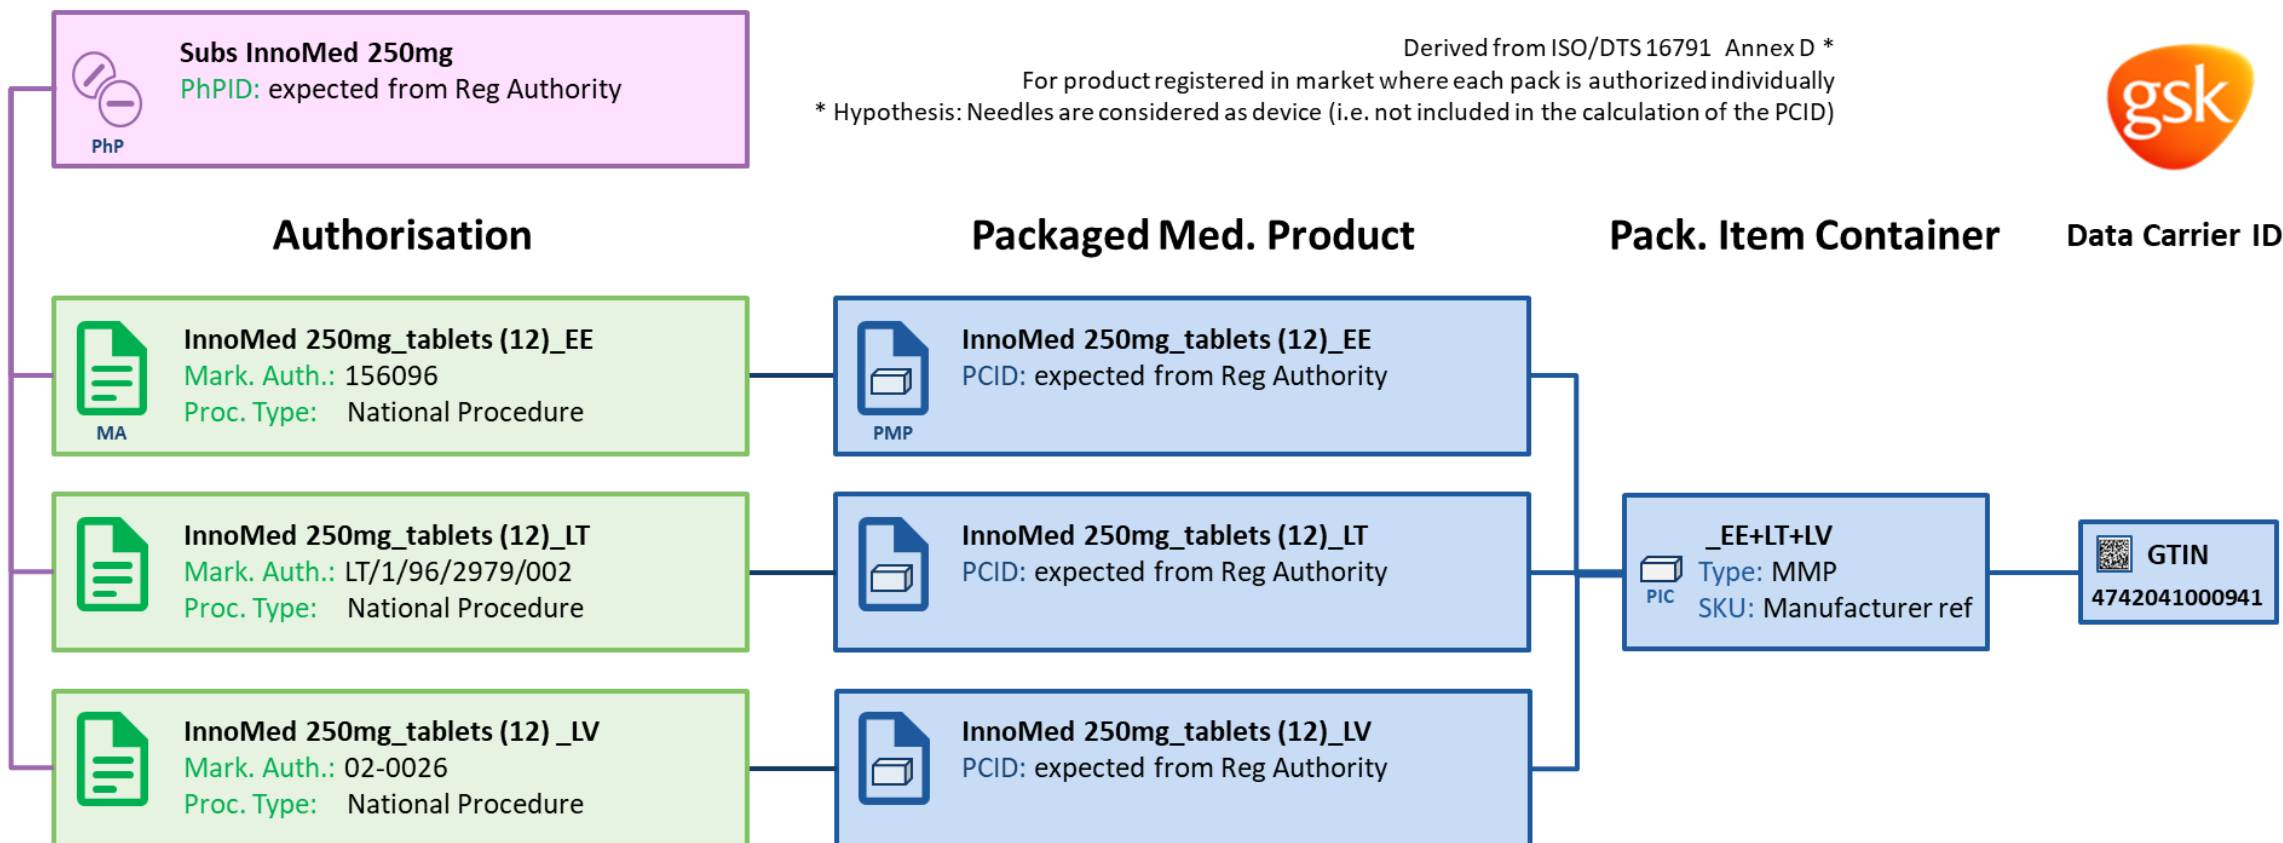 Subs InnoMed 250mg
PhPID: expected from Reg Authority
PhP
Derived from ISO/DTS 16791 Annex D *
For product registered in market where each pack is authorized individually
* Hypothesis: Needles are considered as device (i.e. not included in the calculation of the PCID)
gsk
Authorisation
Packaged Med. Product
Pack. Item Container
Data Carrier ID
InnoMed 250mg_tablets (12)_EE
Mark. Auth.: 156096
Proc. Type: National Procedure
MA
InnoMed 250mg_tablets (12)_EE
PCID: expected from Reg Authority
PMP
InnoMed 250mg_tablets (12)_LT
Mark. Auth.: LT/1/96/2979/002
Proc. Type: National Procedure
InnoMed 250mg_tablets (12)_LT
PCID: expected from Reg Authority
_EE+LT+LV
Type: MMP
SKU: Manufacturer ref
PIC
GTIN
4742041000941
InnoMed 250mg_tablets (12) _LV
Mark. Auth.: 02-0026
Proc. Type: National Procedure
InnoMed 250mg_tablets (12)_LV
PCID: expected from Reg Authority